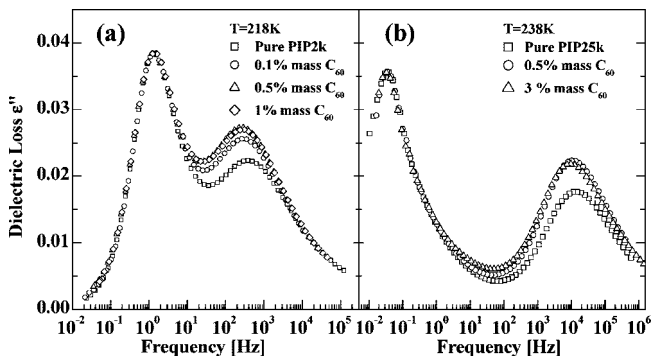 (a)
T=218K
Pure PIP2k
0.1% mass C60
0.5% mass C60
1% mass C60
(b)
T=238K
Pure PIP25k
0.5% mass C60
3 % mass C60
Dielectric Loss ε"
0.04
0.03
0.02
0.01
0.00
10-2 10-1 100 101 102 103 104 105
10-2 10-1 100 101 102 103 104 105 106
Frequency [Hz]
Frequency [Hz]